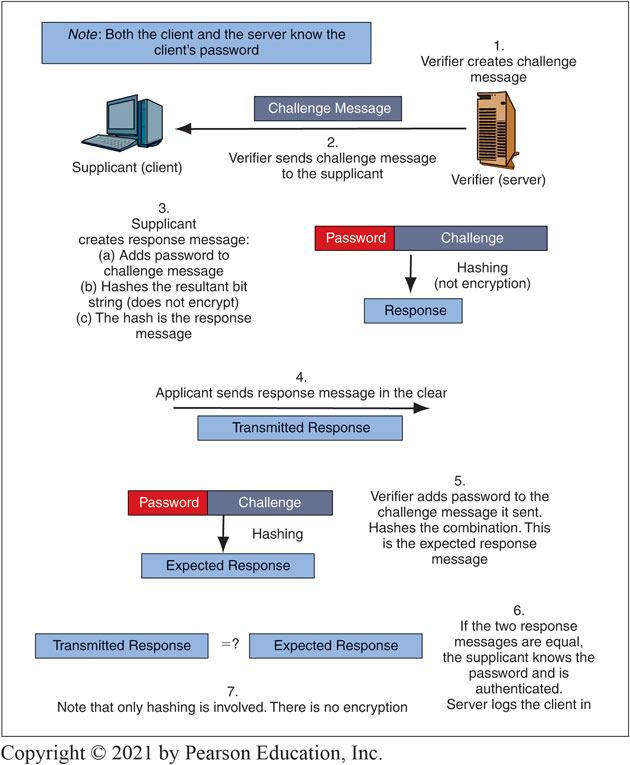 Note: Both the client and the server know the
client's password
1.
Verifier creates challenge
message
Challenge Message
2.
Verifier sends challenge message
to the supplicant
Supplicant (client)
Verifier (server)
3.
Supplicant
creates response message:
(a) Adds password to
challenge message
(b) Hashes the resultant bit
string (does not encrypt)
(c) The hash is the response
message
Password Challenge
Hashing
(not encryption)
Response
4.
Applicant sends response message in the clear
Transmitted Response
Password Challenge
Hashing
Expected Response
5.
Verifier adds password to the
challenge message it sent.
Hashes the combination. This
is the expected response
message
Transmitted Response =? Expected Response
6.
If the two response
messages are equal,
the supplicant knows the
password and is
authenticated.
Server logs the client in
7.
Note that only hashing is involved. There is no encryption
Copyright © 2021 by Pearson Education, Inc.